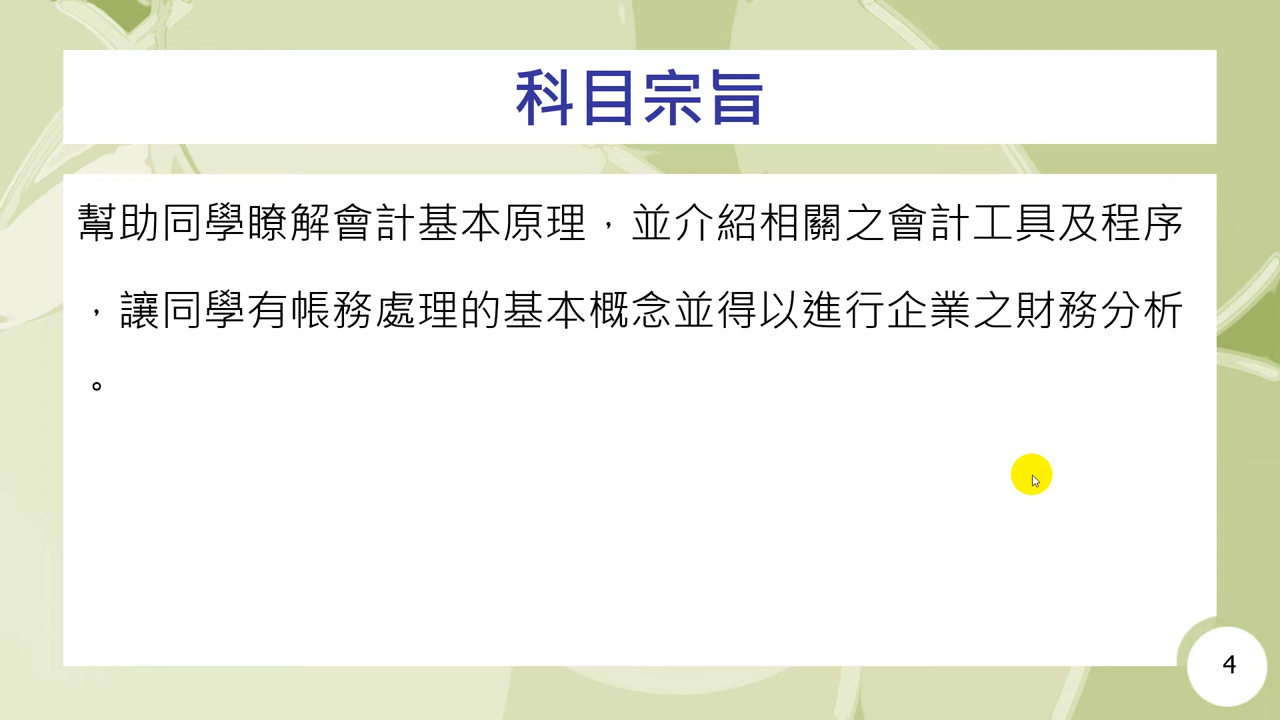 科目宗旨
幫助同學瞭解會計基本原理，並介紹相關之會計工具及程序
，讓同學有帳務處理的基本概念並得以進行企業之財務分析
。
4